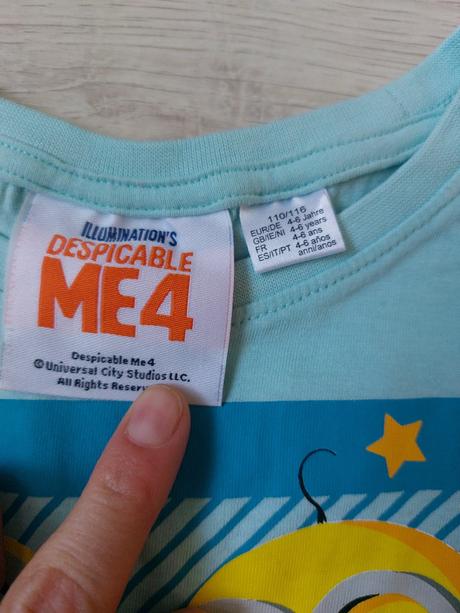 ILLUMINATION'S
DESPICABLE
ME4
Despicable Me 4
© Universal City Studios LLC.
All Rights
110/116
EUR/DE 4-6 Jahre
GB/IE/NI 4-6 years
FR 4-6 ans
ES/IT/PT 4-6 años
anni/anos